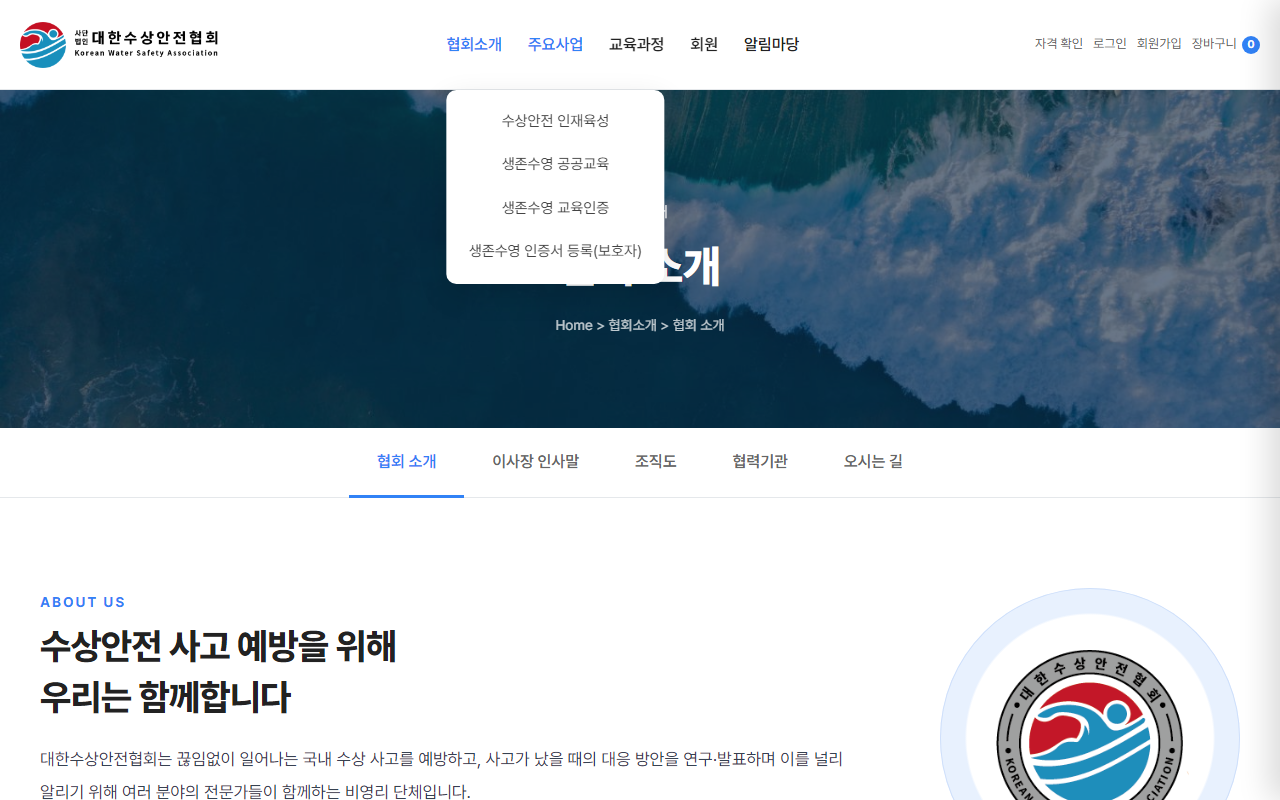 사단
법인
대한수상안전협회
Korean Water Safety Association
협회소개 주요사업 교육과정 회원 알림마당
자격 확인 로그인 회원가입 장바구니 0
수상안전 인재육성
생존수영 공공교육
생존수영 교육인증
생존수영 인증서 등록(보호자)
소개
Home > 협회소개 > 협회 소개
협회 소개 이사장 인사말 조직도 협력기관 오시는 길
ABOUT US
수상안전 사고 예방을 위해
우리는 함께합니다
대한수상안전협회는 끊임없이 일어나는 국내 수상 사고를 예방하고, 사고가 났을 때의 대응 방안을 연구·발표하며 이를 널리
알리기 위해 여러 분야의 전문가들이 함께하는 비영리 단체입니다.
대한수상안전협회
KOREAN
CIATION